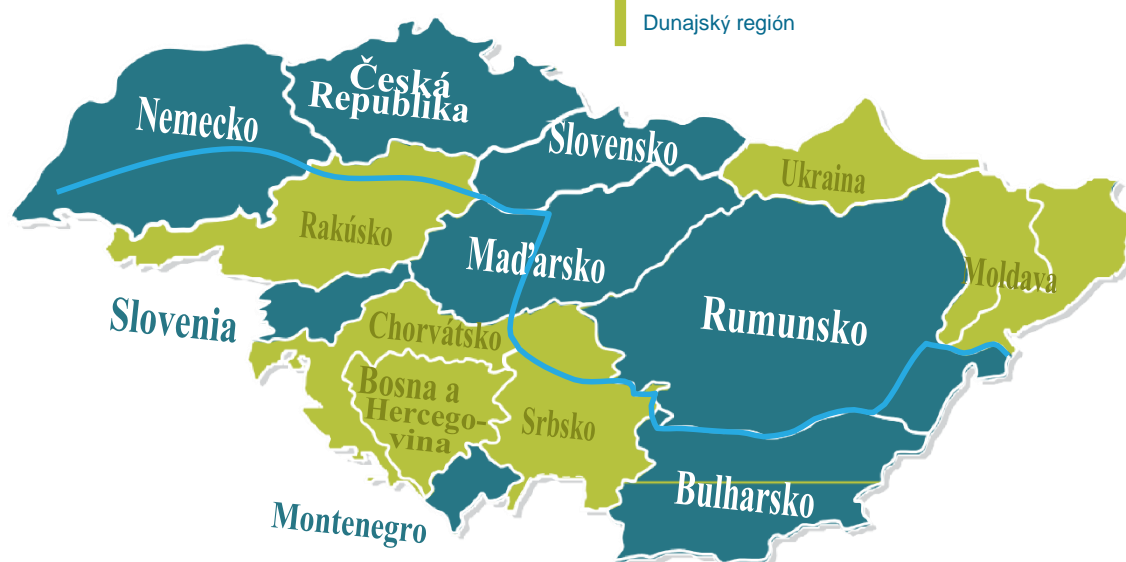 Dunajský región
Česká
Republika
Nemecko
Slovensko
Ukraina
Rakúsko
Maďarsko
Moldava
Slovenia
Rumunsko
Chorvátsko
Bosna a
Hercego-
vina
Srbsko
Bulharsko
Montenegro